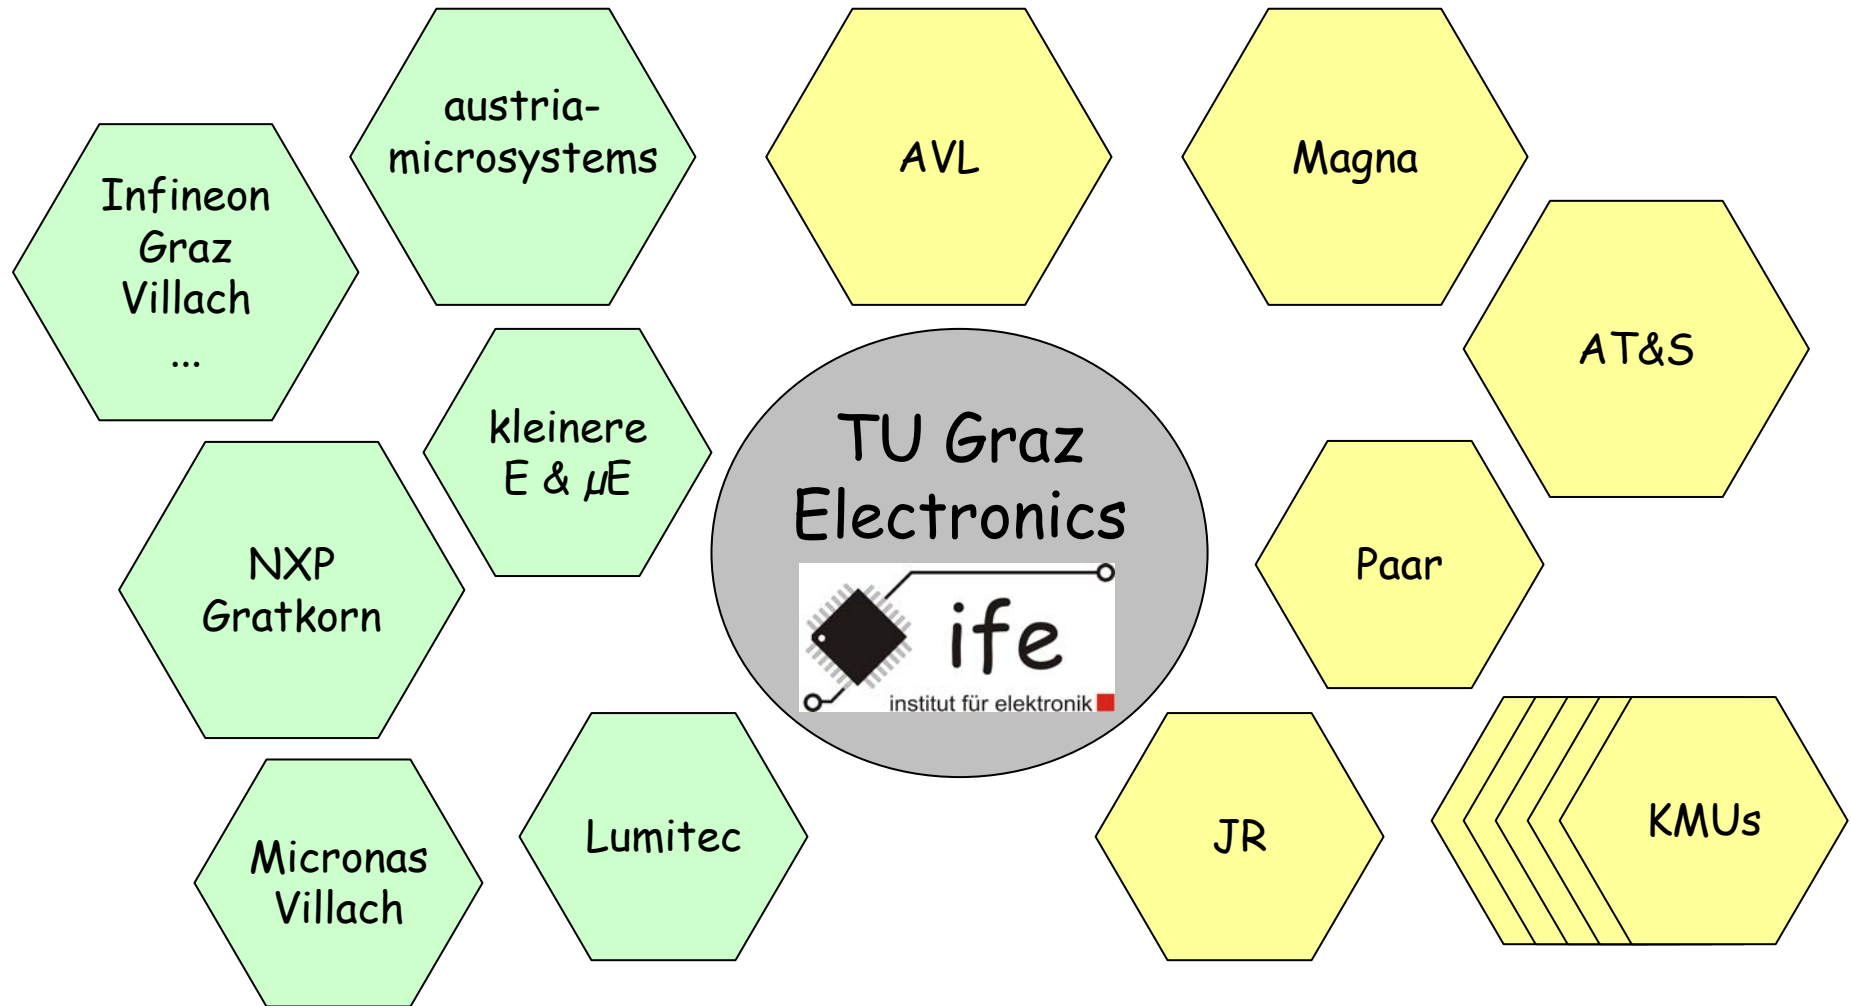 austria-
microsystems
AVL
Magna
Infineon
Graz
Villach
...
AT&S
kleinere
E & µE
TU Graz
Electronics
NXP
Gratkorn
Paar
ife
institut für elektronik
Micronas
Villach
Lumitec
JR
KMUs